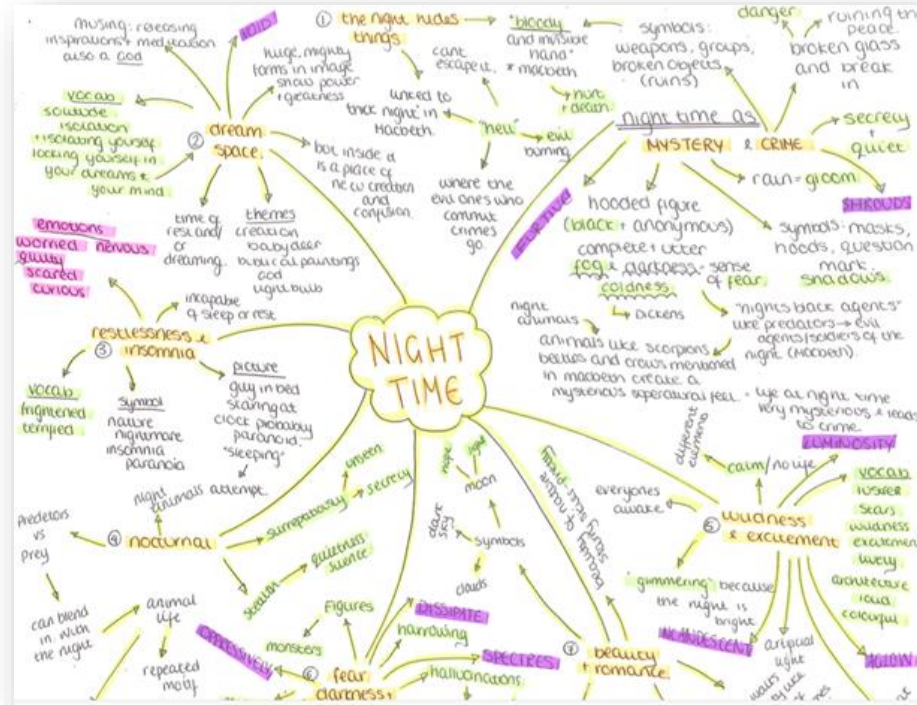 NIGHT
TIME
① the night hides
things
"bloody
and invisible
hand"
* macbeth
hurt
+ death.
cant
escape it.
linked to
thick night' in
Macbeth.
"hell"
evil
burning
where the
evil ones who
commit
crimes
go.
night time as
MYSTERY & CRIME
symbols:
weapons, groups,
broken objects
(ruins)
danger
ruining the
peace.
broken glass
and break
in
secrecy
+
quiet
SHROUDS
rain = gloom
symbols: masks,
hoods, question
mark.
shadows
FURTIVE
hooded figure
(black + anonymous)
complete + utter
fog & darkness - sense
of fear.
coldness
DICKENS
"nights black agents"
like predators → evil
agents/soldiers of the
night (Macbeth)
night
animals
animals like scorpions
beetles and crows mentioned
in macbeth create a
mysterious supernatural feel.
- life at night time
very mysterious & leads
to crime
② dream
space
musing: releasing
inspirations + meditation
also a God
VOID
huge, mighty
forms in image
show power
+ greatness
vocab
solitude
isolation
+ isolating yourself
locking yourself in
your dreams +
your mind
but inside it
is a place of
new creation
and
confusion
time of
rest and/
or
dreaming.
themes
creation
baby deer
biblical paintings
God
light bulb
③ restlessness &
insomnia
emotions
worried nervous
guilty
scared
curious
incapable
of sleep or rest
vocab
frightened
terrified
symbol
nature
nightmare
insomnia
paranoia
picture
guy in bed
staring at
clock probably
paranoid.
"sleeping"
attempt.
④ nocturnal
night
animals
predators
vs
prey
can blend
in with
the night
animal
life
repeated
motif
unseen
secrecy
quietness
silence
⑤ wildness
& excitement
everyones
awake
calm/no life
different
LUMINOSITY
vocab
stars
wildness
excitement
lively
architecture
loud
colourful
"glimmering" because
the night is
bright
INCANDESCENT
artificial
light
AGLOW
⑥ fear
darkness +
OPPRESSIVELY
Figures
monsters
DISSIPATE
harrowing
SPECTRES
hallucinations
⑦ beauty
+ romance
beauty
of nature
symbols
moon
hope
light
dark
sky
clouds